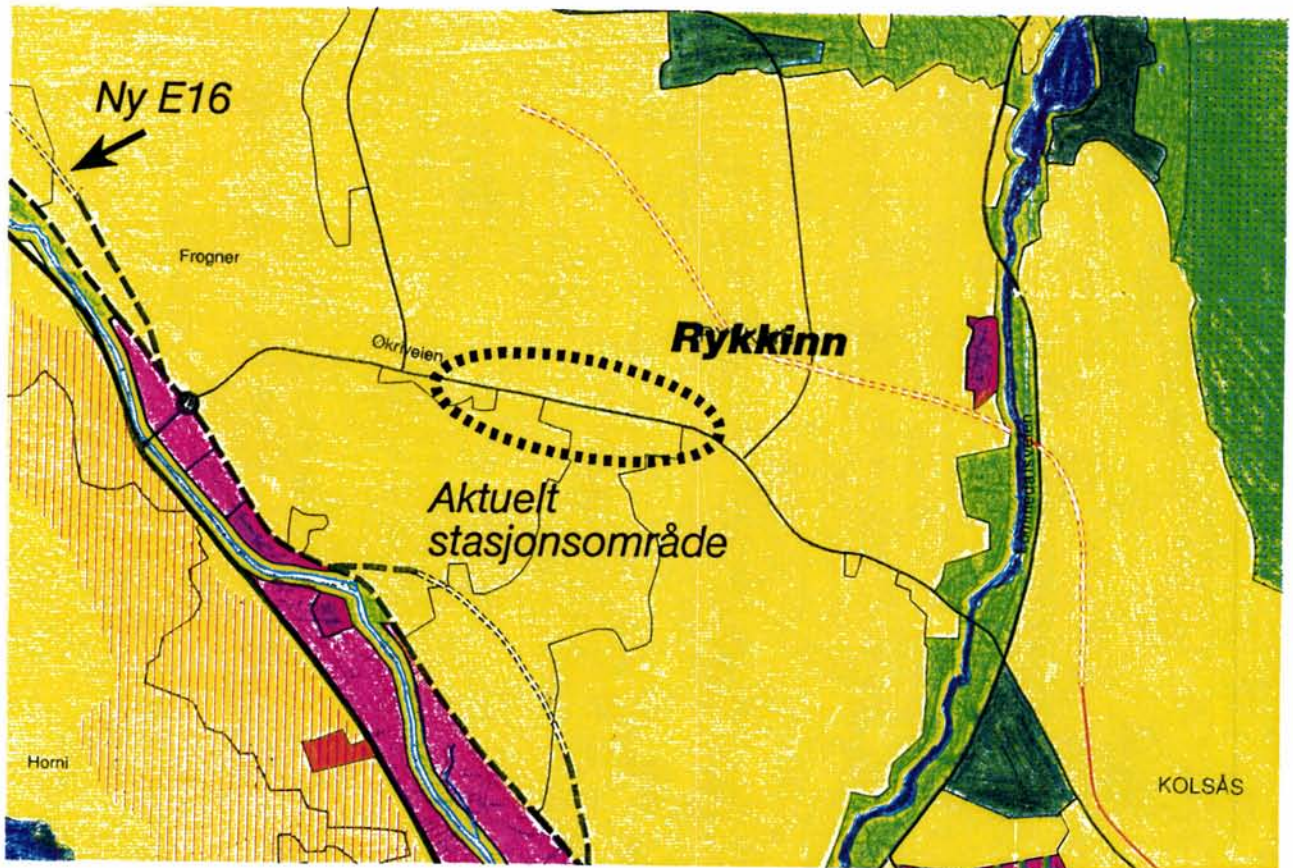 Ny E16
Frogner
Økriveien
Rykkinn
Aktuelt
stasjonsområde
Horni
KOLSÅS